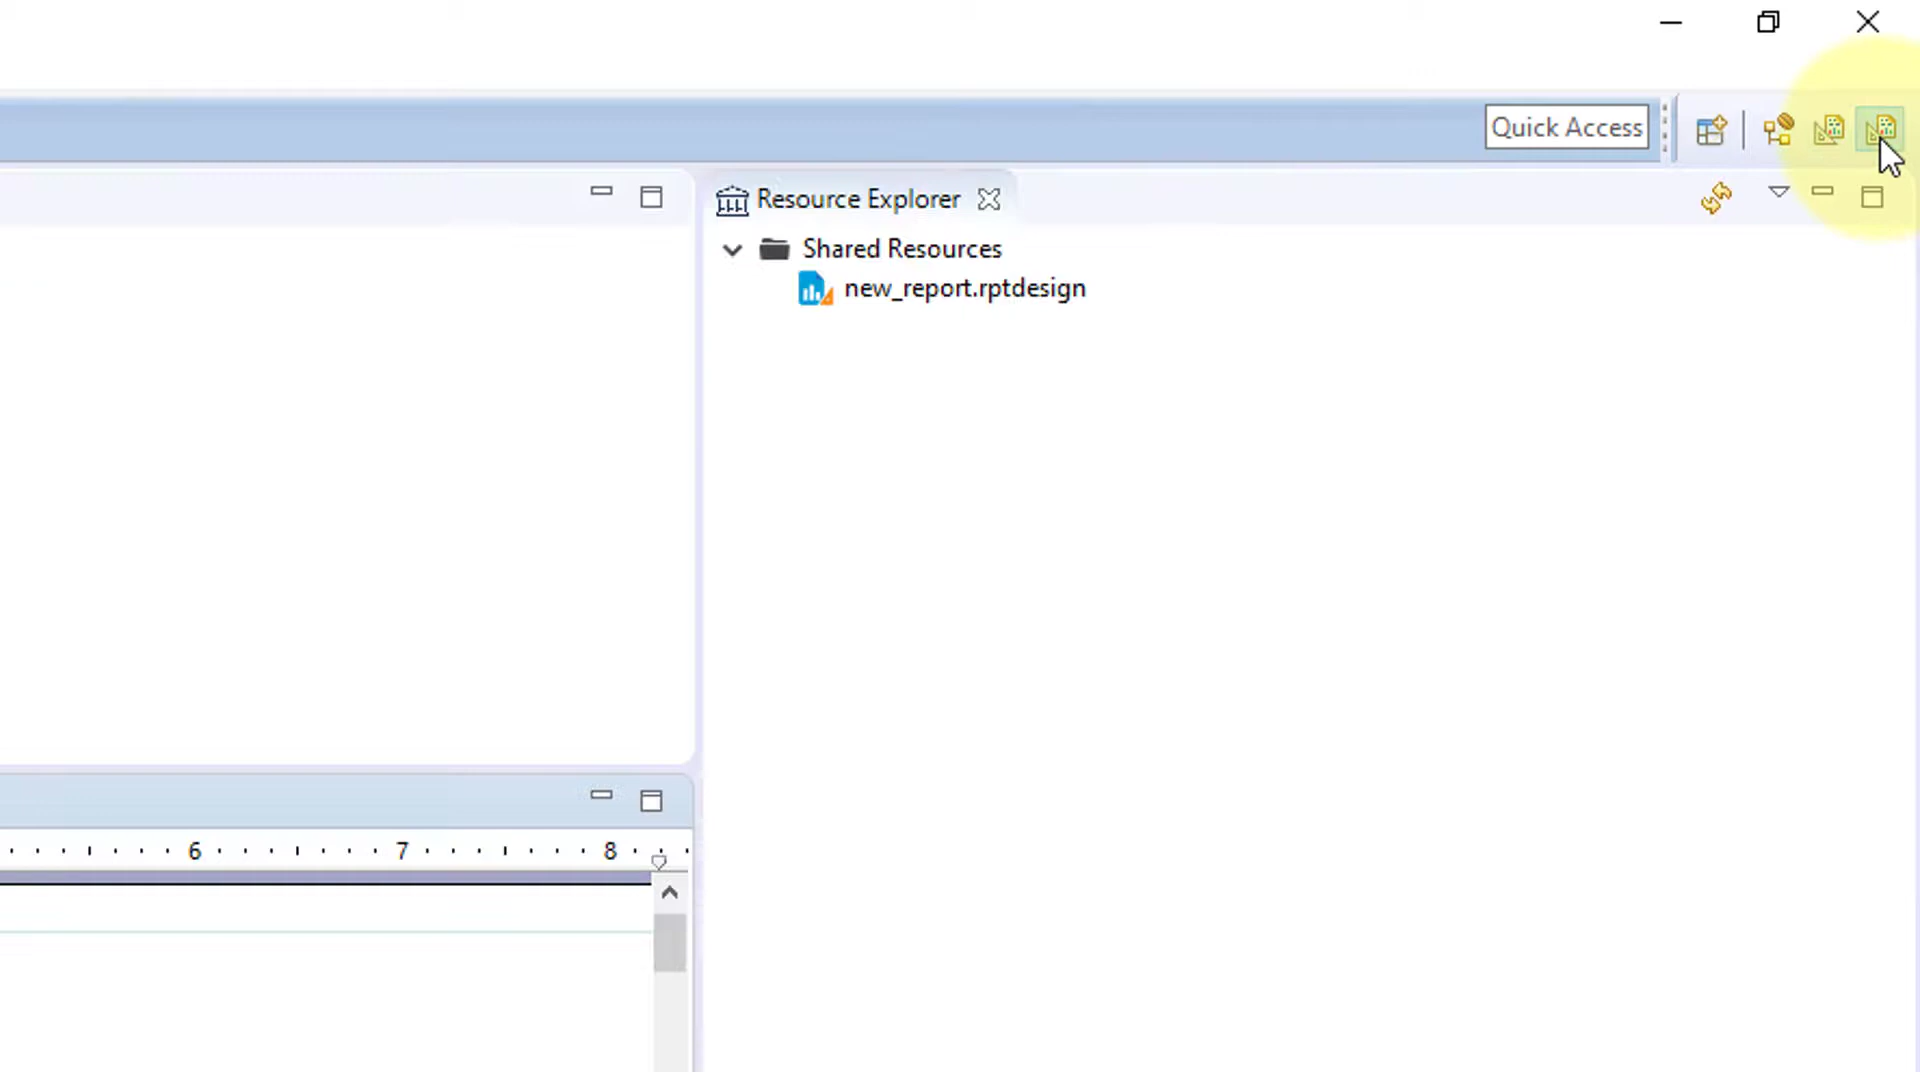 Quick Access
Resource Explorer
Shared Resources
new_report.rptdesign
6 7 8